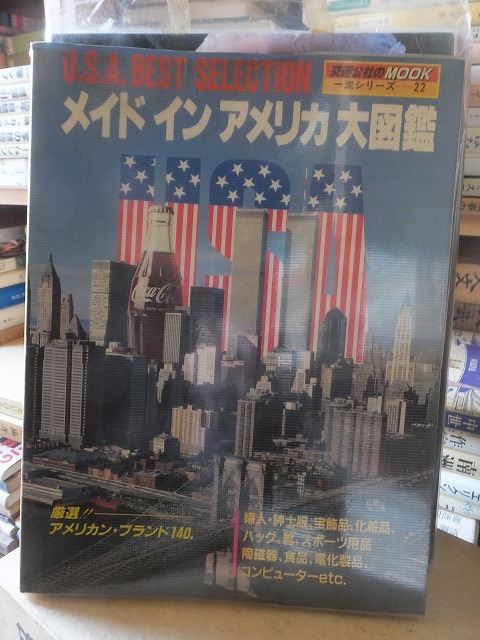 U.S.A. BEST SELECTION
交通公社のMOOK
一流シリーズ―22
メイド イン アメリカ大図鑑
USA
Coca-Cola
厳選!!
アメリカン・ブランド140。
婦人・紳士服、宝飾品、化粧品、
バッグ、靴、スポーツ用品
陶磁器、食品、電化製品、
コンピューターetc.